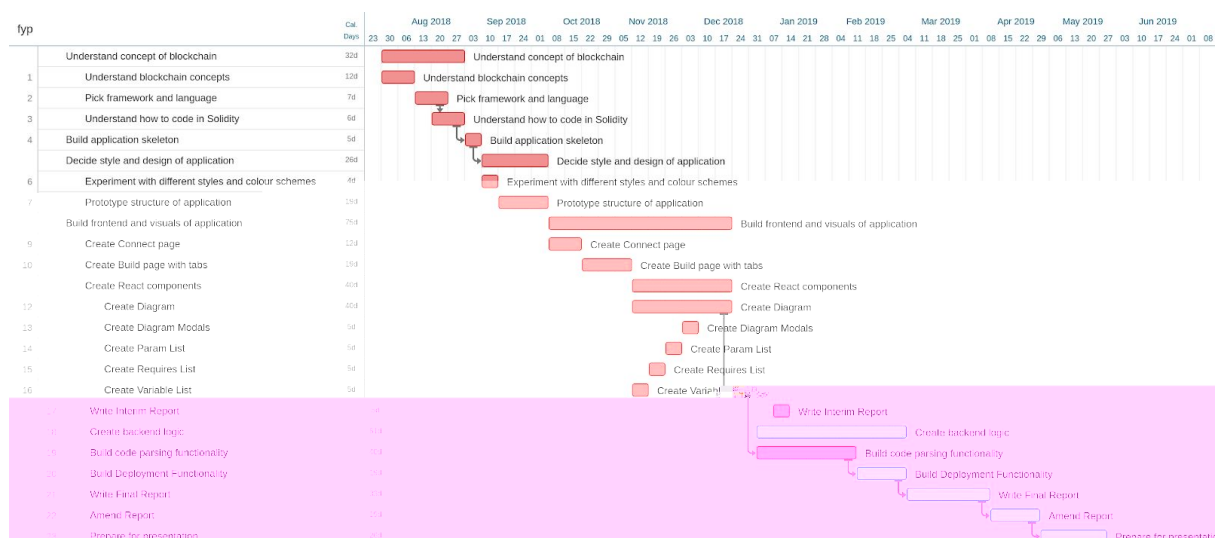 fyp
Cal. Days
Aug 2018 Sep 2018 Oct 2018 Nov 2018 Dec 2018 Jan 2019 Feb 2019 Mar 2019 Apr 2019 May 2019 Jun 2019
23 30 06 13 20 27 03 10 17 24 01 08 15 22 29 05 12 19 26 03 10 17 24 31 07 14 21 28 04 11 18 25 04 11 18 25 01 08 15 22 29 06 13 20 27 03 10 17 24 01 08
Understand concept of blockchain 32d Understand concept of blockchain
1 Understand blockchain concepts 12d Understand blockchain concepts
2 Pick framework and language 7d Pick framework and language
3 Understand how to code in Solidity 6d Understand how to code in Solidity
4 Build application skeleton 5d Build application skeleton
Decide style and design of application 26d Decide style and design of application
6 Experiment with different styles and colour schemes 4d Experiment with different styles and colour schemes
7 Prototype structure of application 19d Prototype structure of application
Build frontend and visuals of application 75d Build frontend and visuals of application
9 Create Connect page 12d Create Connect page
10 Create Build page with tabs 19d Create Build page with tabs
Create React components 40d Create React components
12 Create Diagram 40d Create Diagram
13 Create Diagram Modals 5d Create Diagram Modals
14 Create Param List 5d Create Param List
15 Create Requires List 5d Create Requires List
16 Create Variable List 5d Create
Write Interim Report Write Interim Report
Create backend logic Create backend logic
Build code parsing functionality Build code parsing functionality
Build Deployment Functionality Build Deployment Functionality
Write Final Report Write Final Report
Amend Report Amend Report
Prepare for presentation Prepare for